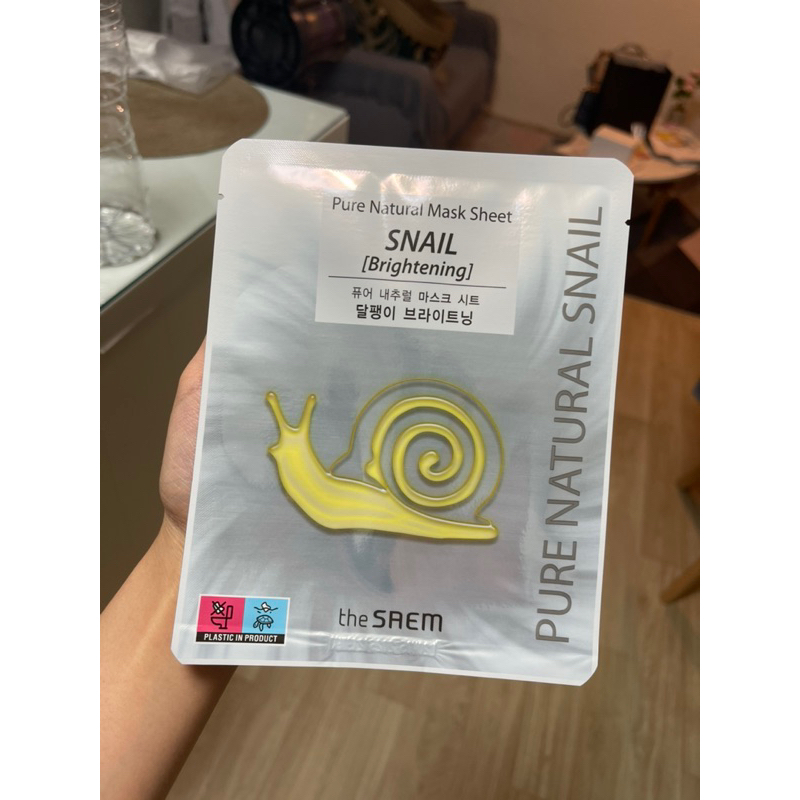 Pure Natural Mask Sheet
SNAIL
[Brightening]
퓨어 내추럴 마스크 시트
달팽이 브라이트닝
PURE NATURAL SNAIL
PLASTIC IN PRODUCT
the SAEM